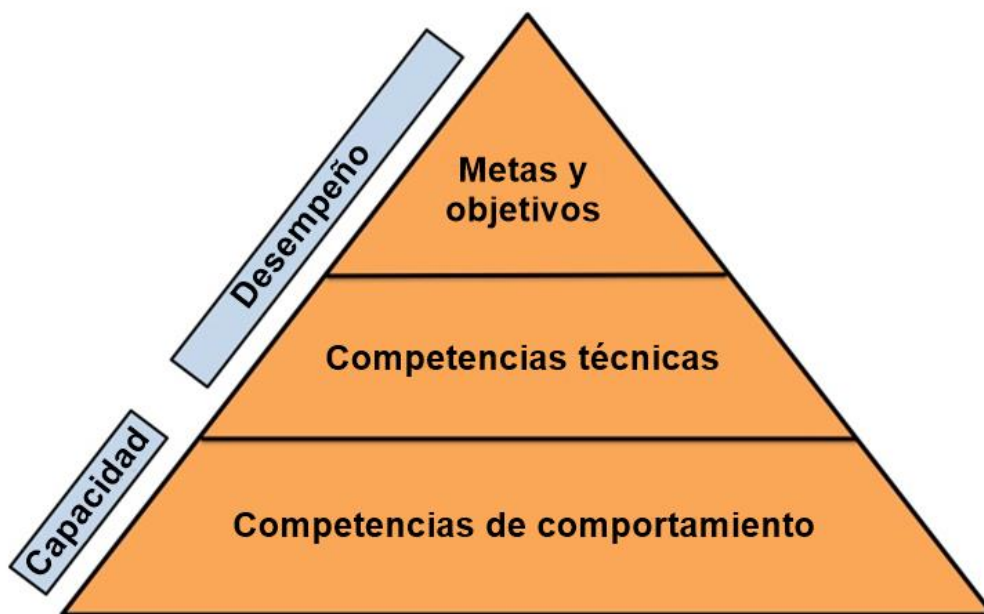 Desempeño
Capacidad
Metas y
objetivos
Competencias técnicas
Competencias de comportamiento